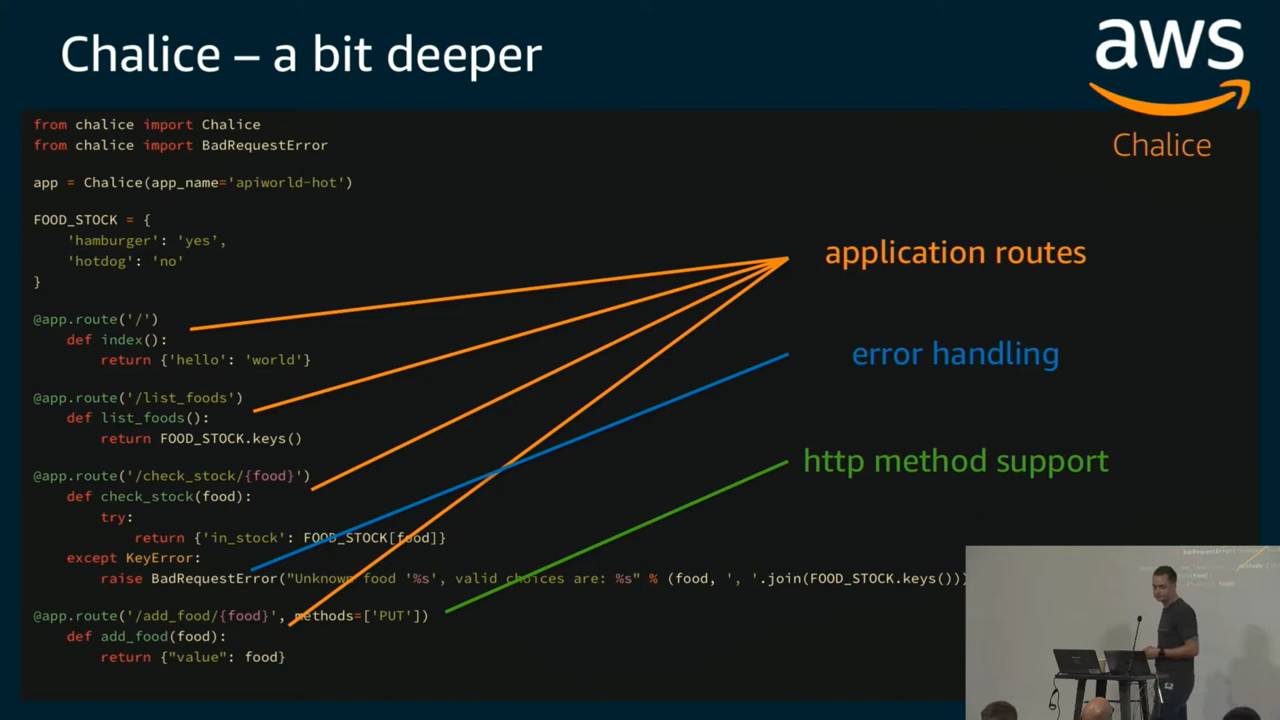 Chalice – a bit deeper
aws
Chalice
from chalice import Chalice
from chalice import BadRequestError
app = Chalice(app_name='apiworld-hot')
FOOD_STOCK = {
    'hamburger': 'yes’,
    'hotdog': 'no'
}
@app.route('/')
    def index():
        return {'hello': 'world'}
@app.route('/list_foods')
    def list_foods():
        return FOOD_STOCK.keys()
@app.route('/check_stock/{food}')
    def check_stock(food):
        try:
            return {'in_stock': FOOD_STOCK[food]}
    except KeyError:
        raise BadRequestError("Unknown food '%s', valid choices are: %s" % (food, ', '.join(FOOD_STOCK.keys()))
@app.route('/add_food/{food}', methods=['PUT'])
    def add_food(food):
        return {"value": food}
application routes
error handling
http method support